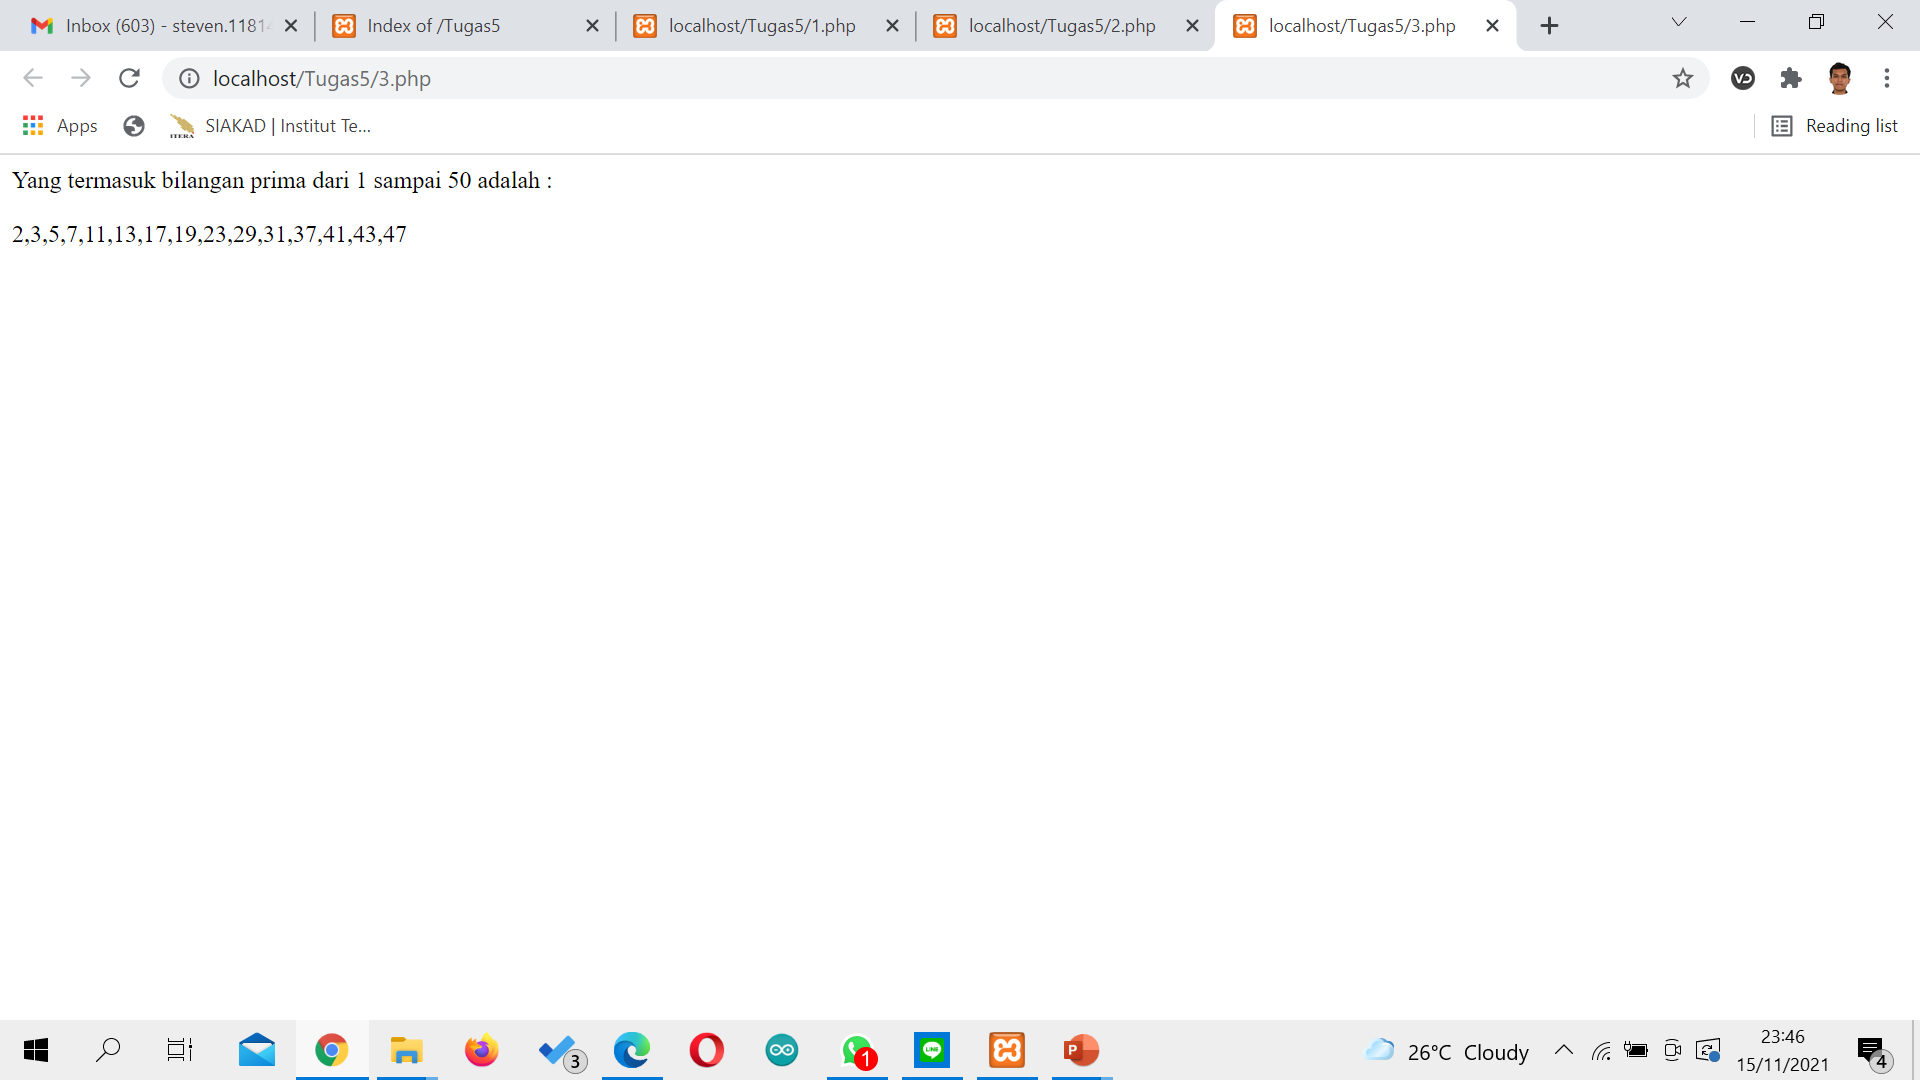 Inbox (603) - steven.1181
Index of /Tugas5
localhost/Tugas5/1.php
localhost/Tugas5/2.php
localhost/Tugas5/3.php
localhost/Tugas5/3.php
Apps
ITERA
SIAKAD | Institut Te...
Reading list
Yang termasuk bilangan prima dari 1 sampai 50 adalah :
2,3,5,7,11,13,17,19,23,29,31,37,41,43,47
3
1
LINE
P
26°C Cloudy
23:46
15/11/2021
4